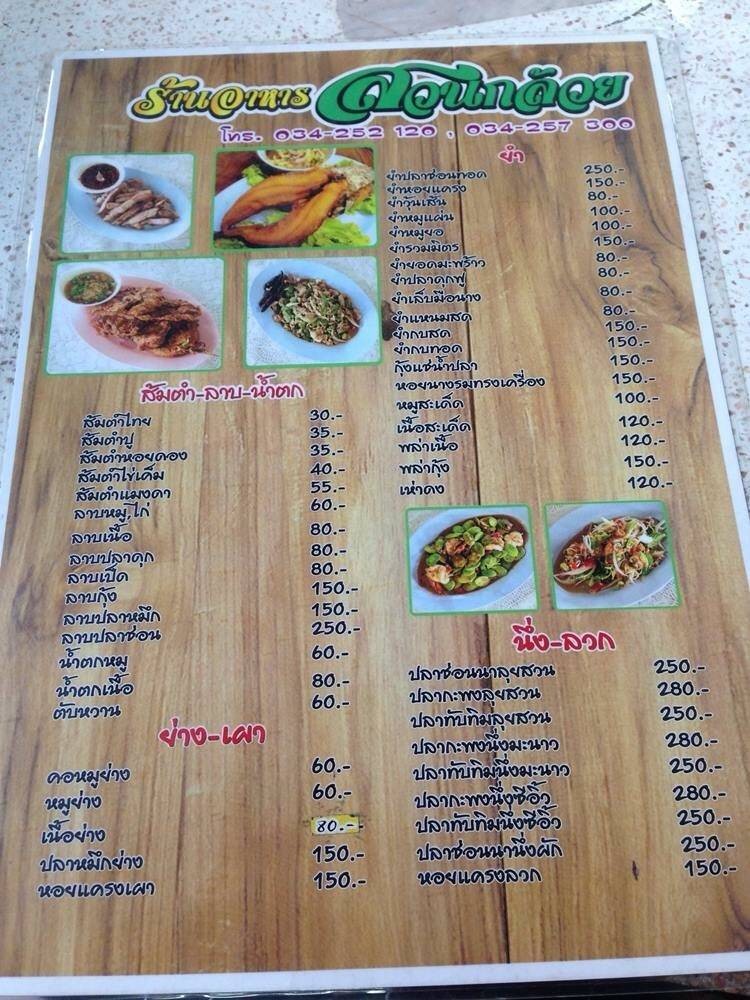 ร้านอาหาร สวนกล้วย
โทร. 034-252 120 , 034-257 300
ส้มตำ-ลาบ-น้ำตก
ส้มตำไทย 30.-
ส้มตำปู 35.-
ส้มตำหอยดอง 35.-
ส้มตำไข่เค็ม 40.-
ส้มตำแมงดา 55.-
ลาบหมู,ไก่ 60.-
ลาบเนื้อ 80.-
ลาบปลาดุก 80.-
ลาบเป็ด 80.-
ลาบกุ้ง 150.-
ลาบปลาหมึก 150.-
ลาบปลาช่อน 250.-
น้ำตกหมู 60.-
น้ำตกเนื้อ 80.-
ตับหวาน 60.-
ย่าง-เผา
คอหมูย่าง 60.-
หมูย่าง 60.-
เนื้อย่าง 80.-
ปลาหมึกย่าง 150.-
หอยแครงเผา 150.-
ยำ
ยำปลาช่อนทอด 250.-
ยำหอยแครง 150.-
ยำวุ้นเส้น 80.-
ยำหมูแผ่น 100.-
ยำหมูยอ 100.-
ยำรวมมิตร 150.-
ยำยอดมะพร้าว 80.-
ยำปลาดุกฟู 80.-
ยำเล็บมือนาง 80.-
ยำแหนมสด 80.-
ยำกบสด 150.-
ยำกบทอด 150.-
กุ้งแช่น้ำปลา 150.-
หอยนางรมทรงเครื่อง 150.-
หมูสะเด็ด 100.-
เนื้อสะเด็ด 120.-
พล่าเนื้อ 120.-
พล่ากุ้ง 150.-
เห่าดง 120.-
นึ่ง-ลวก
ปลาช่อนนาลุยสวน 250.-
ปลากะพงลุยสวน 280.-
ปลาทับทิมลุยสวน 250.-
ปลากะพงนึ่งมะนาว 280.-
ปลาทับทิมนึ่งมะนาว 250.-
ปลากะพงนึ่งซีอิ้ว 280.-
ปลาทับทิมนึ่งซีอิ้ว 250.-
ปลาช่อนนานึ่งผัก 250.-
หอยแครงลวก 150.-